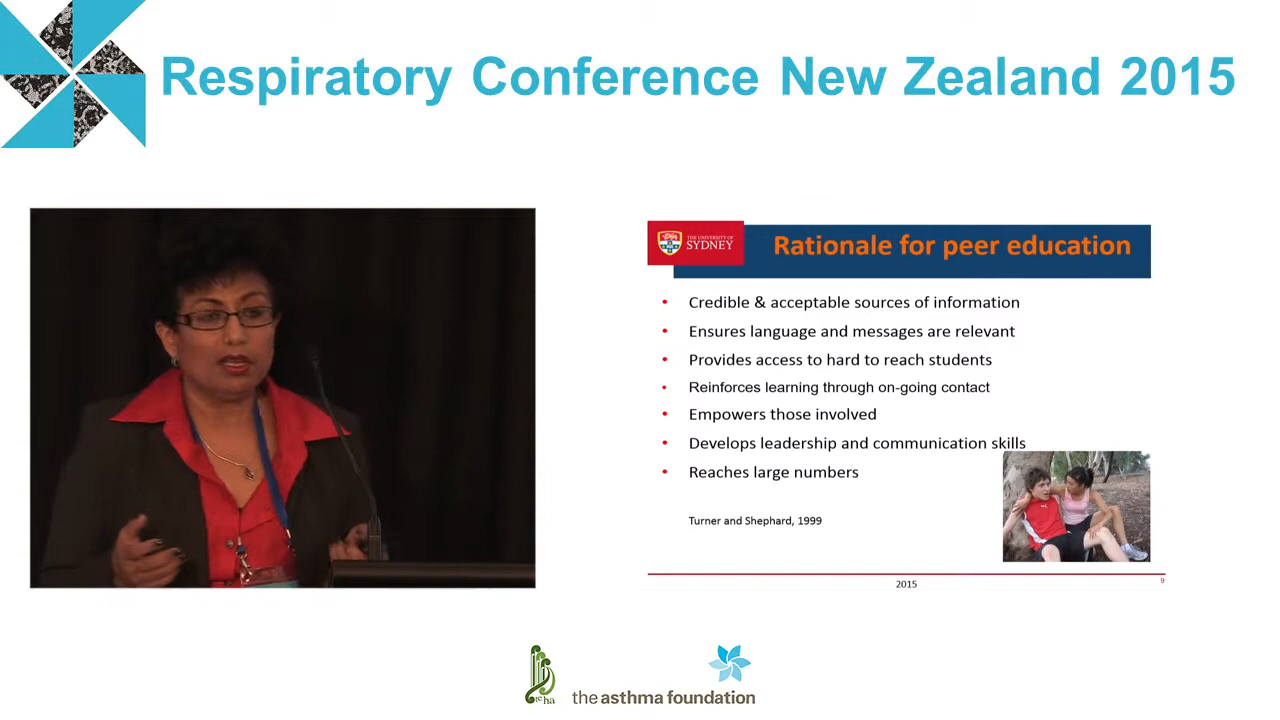 Respiratory Conference New Zealand 2015
THE UNIVERSITY OF
SYDNEY
Rationale for peer education
• Credible & acceptable sources of information
• Ensures language and messages are relevant
• Provides access to hard to reach students
• Reinforces learning through on-going contact
• Empowers those involved
• Develops leadership and communication skills
• Reaches large numbers
Turner and Shephard, 1999
2015
9
te ha
the asthma foundation